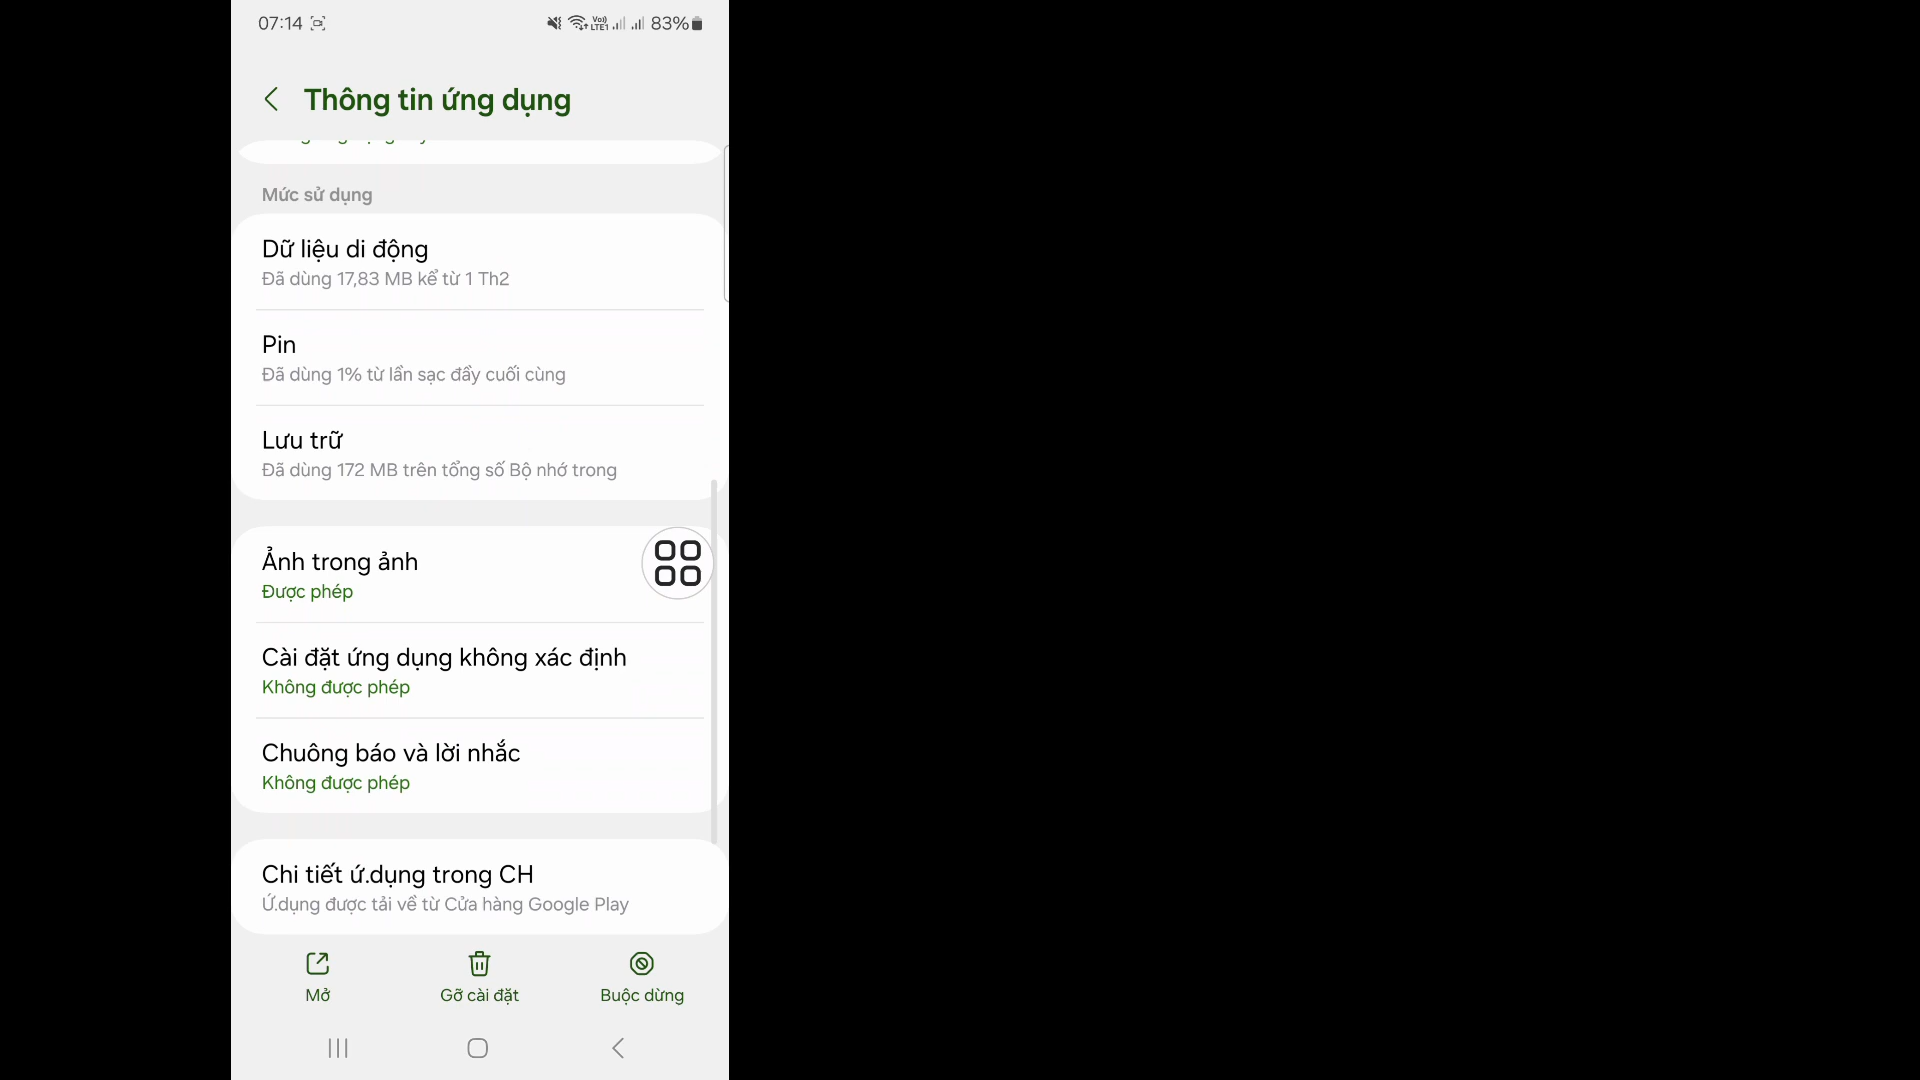 07:14
Vo)) LTE1 83%
Thông tin ứng dụng
Mức sử dụng
Dữ liệu di động
Đã dùng 17,83 MB kể từ 1 Th2
Pin
Đã dùng 1% từ lần sạc đầy cuối cùng
Lưu trữ
Đã dùng 172 MB trên tổng số Bộ nhớ trong
Ảnh trong ảnh
Được phép
Cài đặt ứng dụng không xác định
Không được phép
Chuông báo và lời nhắc
Không được phép
Chi tiết ứ.dụng trong CH
Ứ.dụng được tải về từ Cửa hàng Google Play
Mở
Gỡ cài đặt
Buộc dừng